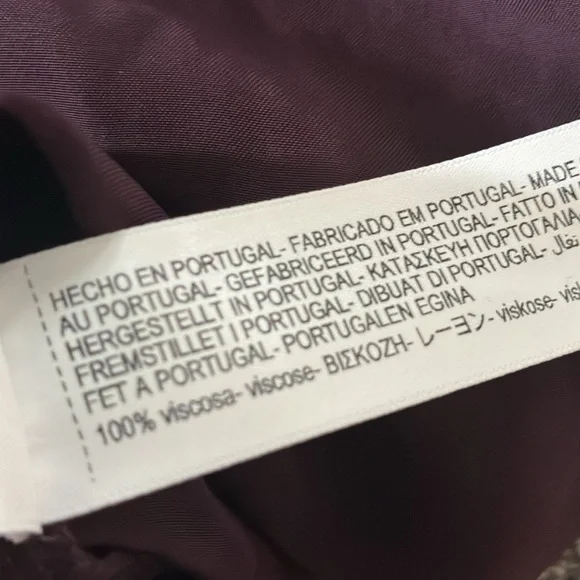 HECHO EN PORTUGAL- FABRICADO EM PORTUGAL- MADE
AU PORTUGAL- GEFABRICEERD IN PORTUGAL- FATTO IN
HERGESTELLT IN PORTUGAL- ΚΑΤΑΣΚΕΥΗ ΠΟΡΤΟΓΑΛΙΑ
FREMSTILLET I PORTUGAL- DIBUAT DI PORTUGAL-
FET A PORTUGAL- PORTUGALEN EGINA
100% viscosa- viscose- ΒΙΣΚΟΖΗ- レーヨン- viskose-